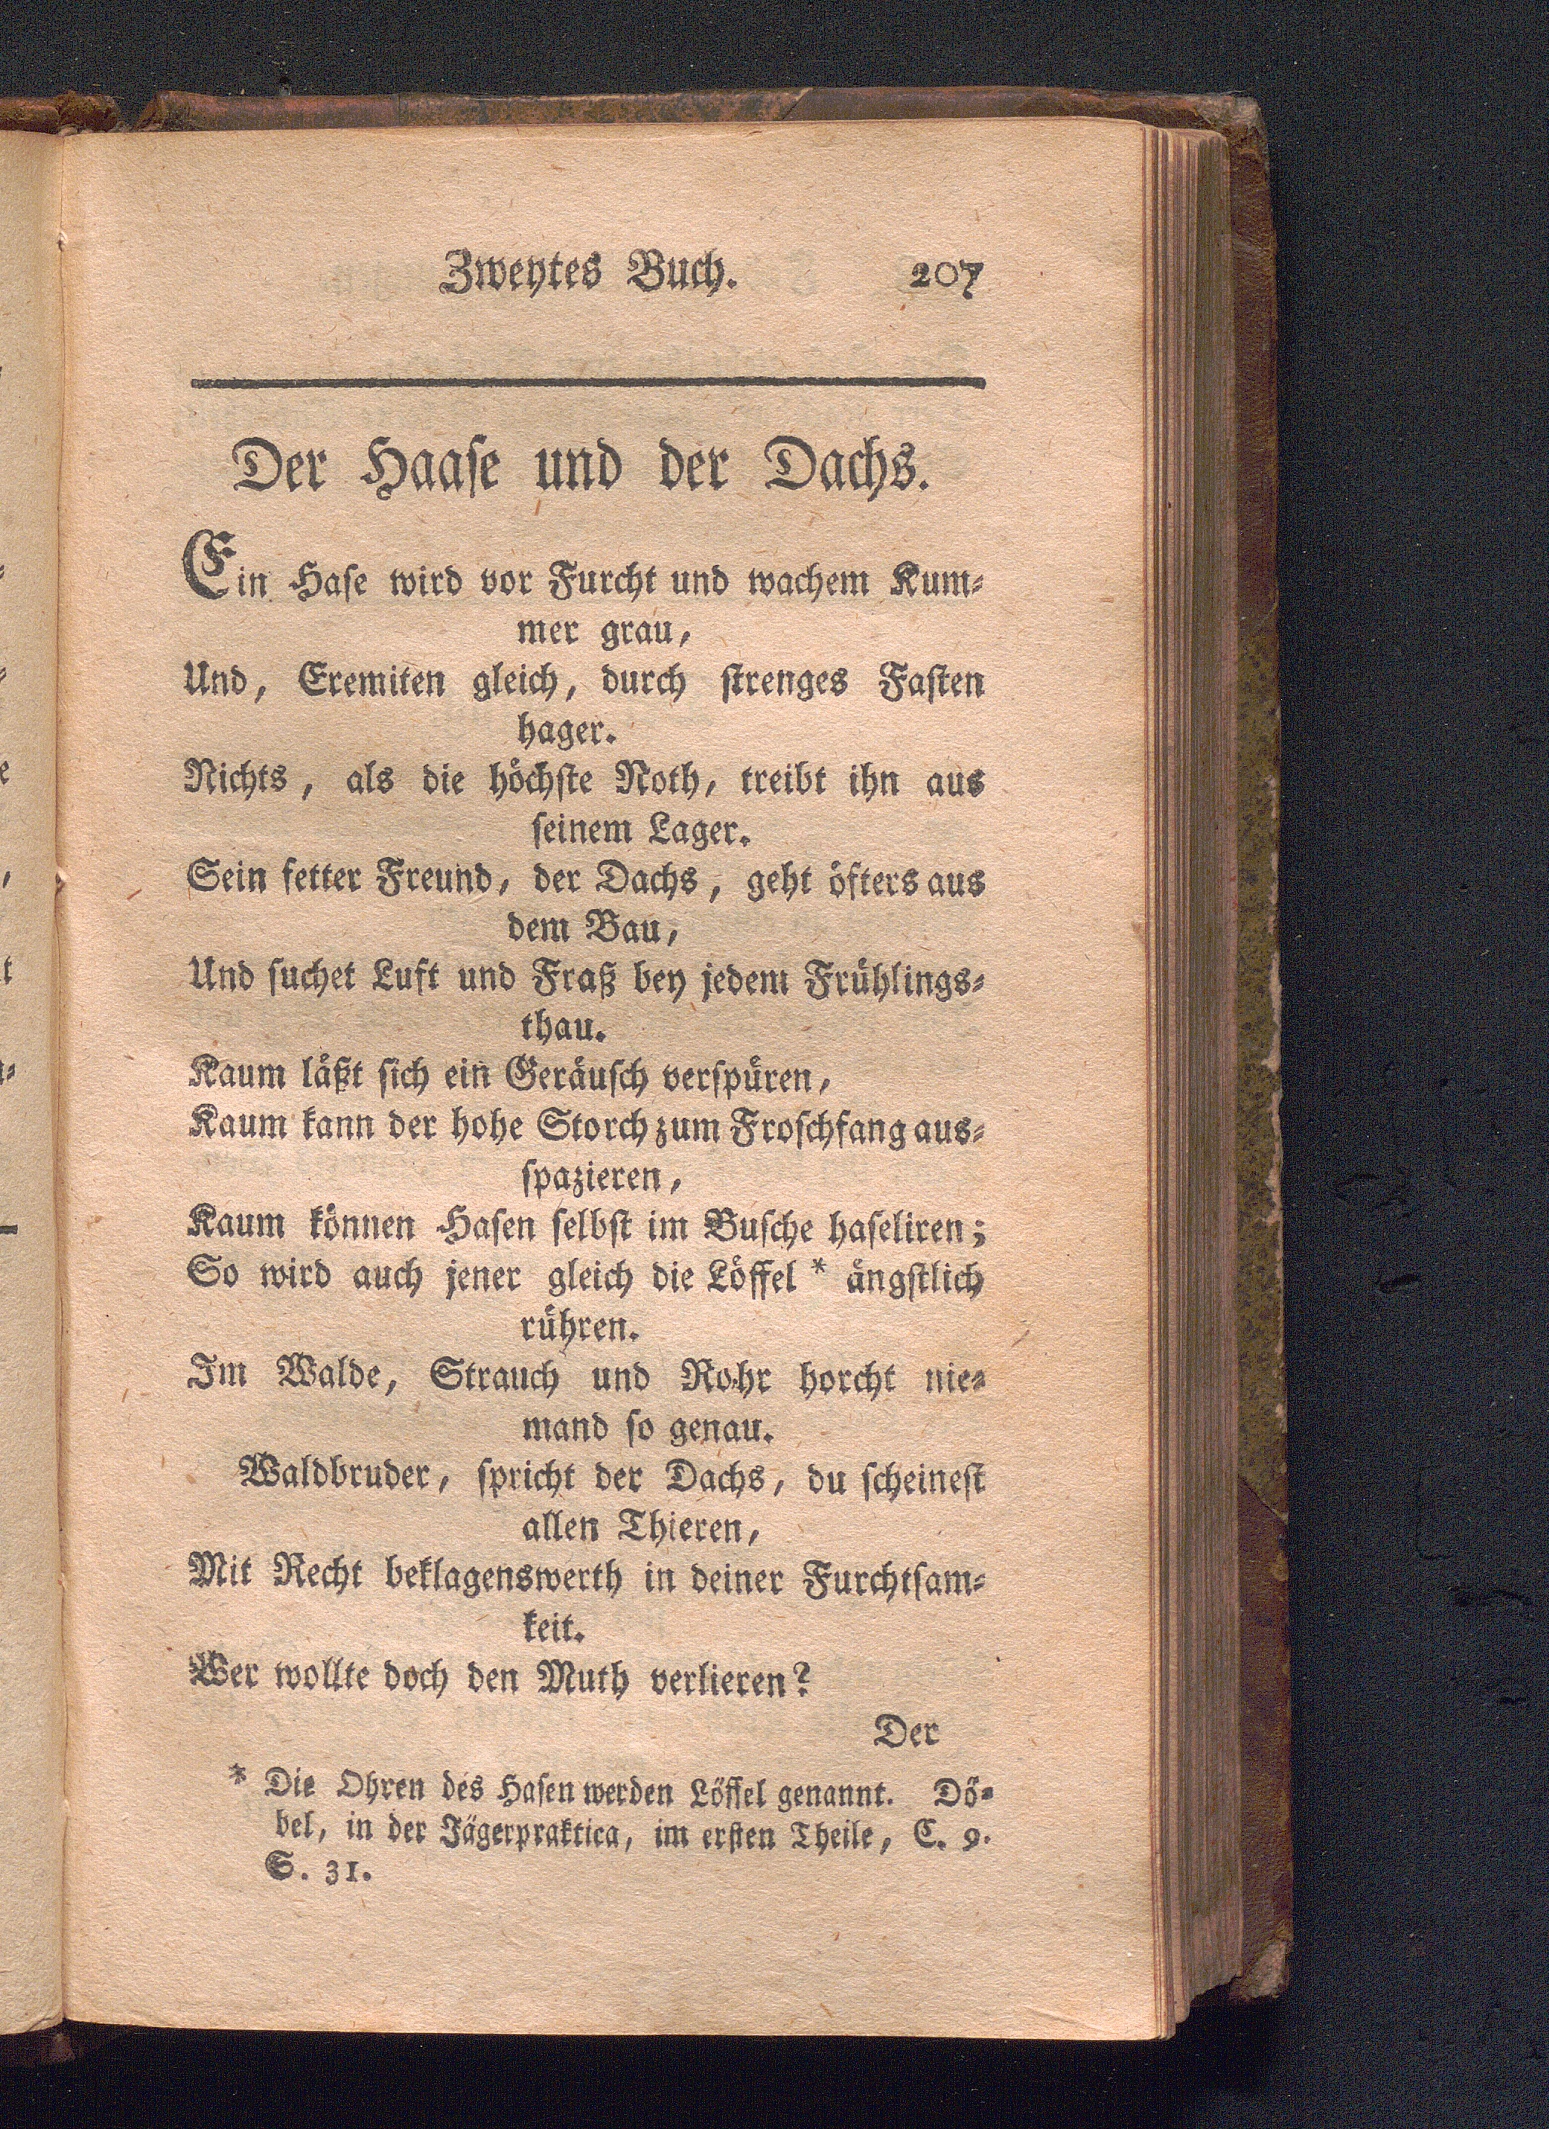 Zweytes Buch. 207
Der Haaſe und der Dachs.
Ein Haſe wird vor Furcht und wachem Kum⸗
mer grau,
Und, Eremiten gleich, durch ſtrenges Faſten
hager.
Nichts, als die höchſte Noth, treibt ihn aus
ſeinem Lager.
Sein fetter Freund, der Dachs, geht öfters aus
dem Bau,
Und ſuchet Luft und Fraß bey jedem Frühlings⸗
thau.
Kaum läßt ſich ein Geräuſch verſpüren,
Kaum kann der hohe Storch zum Froſchfang aus⸗
ſpazieren,
Kaum können Haſen ſelbſt im Buſche haſeliren;
So wird auch jener gleich die Löffel * ängſtlich
rühren.
Im Walde, Strauch und Rohr horcht nie⸗
mand ſo genau.
Waldbruder, ſpricht der Dachs, du ſcheineſt
allen Thieren,
Mit Recht beklagenswerth in deiner Furchtſam⸗
keit.
Wer wollte doch den Muth verlieren?
Der
* Die Ohren des Haſen werden Löffel genannt. Dö⸗
bel, in der Jägerpraktica, im erſten Theile, C. 9.
S. 31.